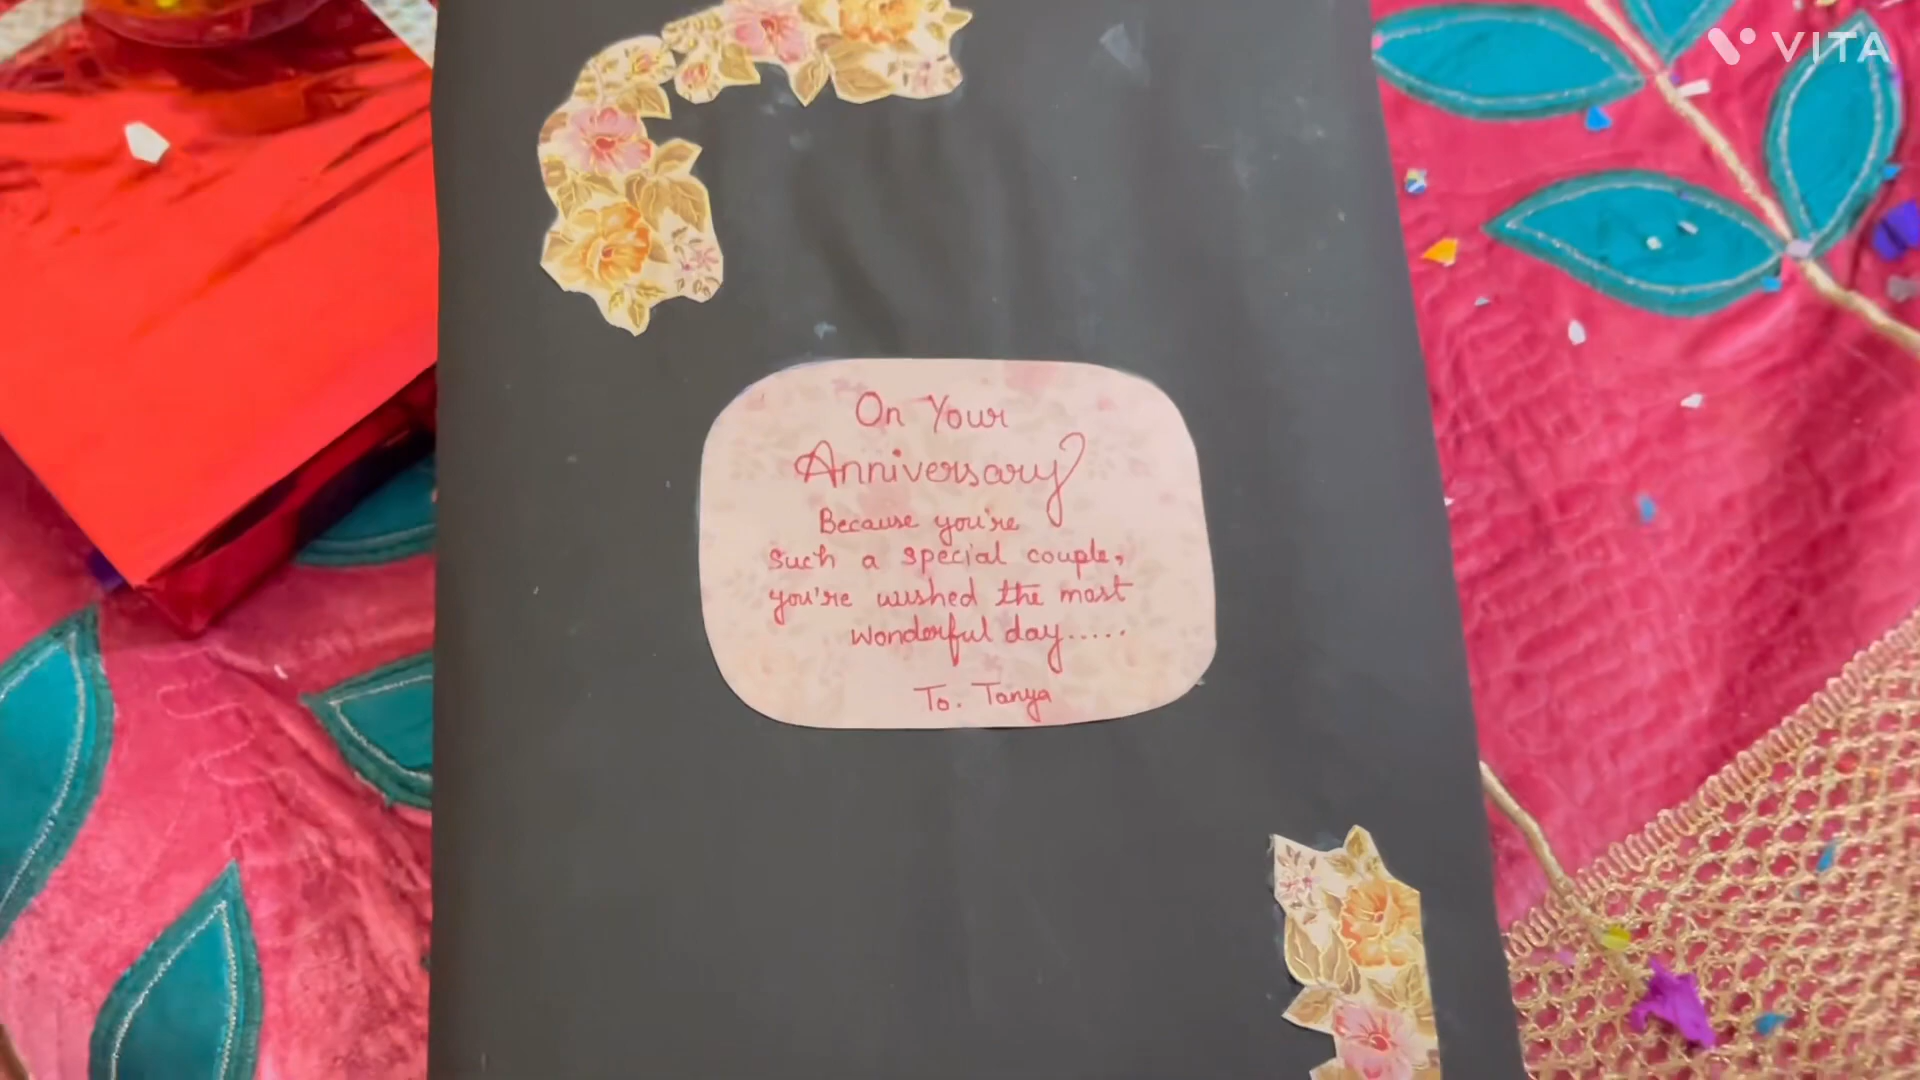 VITA
On Your
Anniversary
Because you're
such a special couple,
you're wished the most
wonderful day.....
To. Tanya